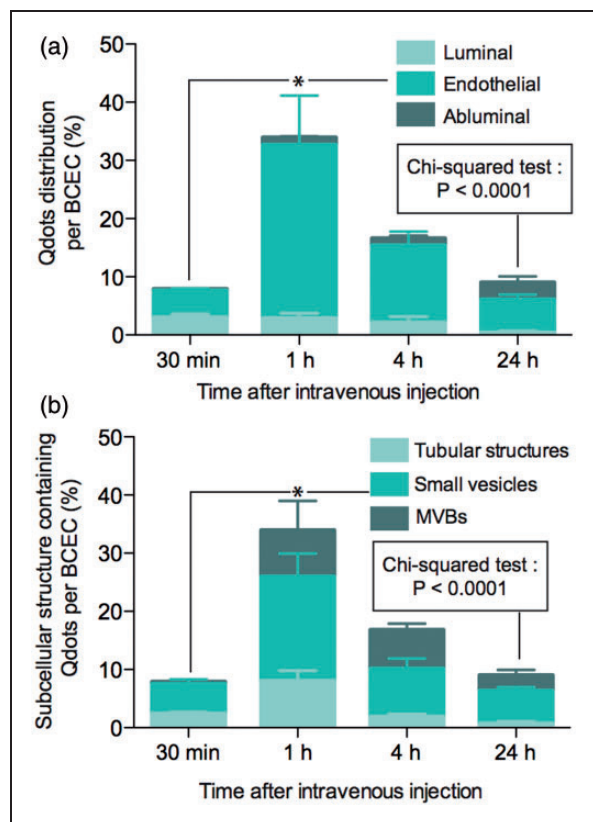 (a)
50
40
30
20
10
0
Qdots distribution
per BCEC (%)
*
Luminal
Endothelial
Abluminal
Chi-squared test :
P < 0.0001
30 min 1 h 4 h 24 h
Time after intravenous injection
(b)
50
40
30
20
10
0
Subcellular structure containing
Qdots per BCEC (%)
*
Tubular structures
Small vesicles
MVBs
Chi-squared test :
P < 0.0001
30 min 1 h 4 h 24 h
Time after intravenous injection